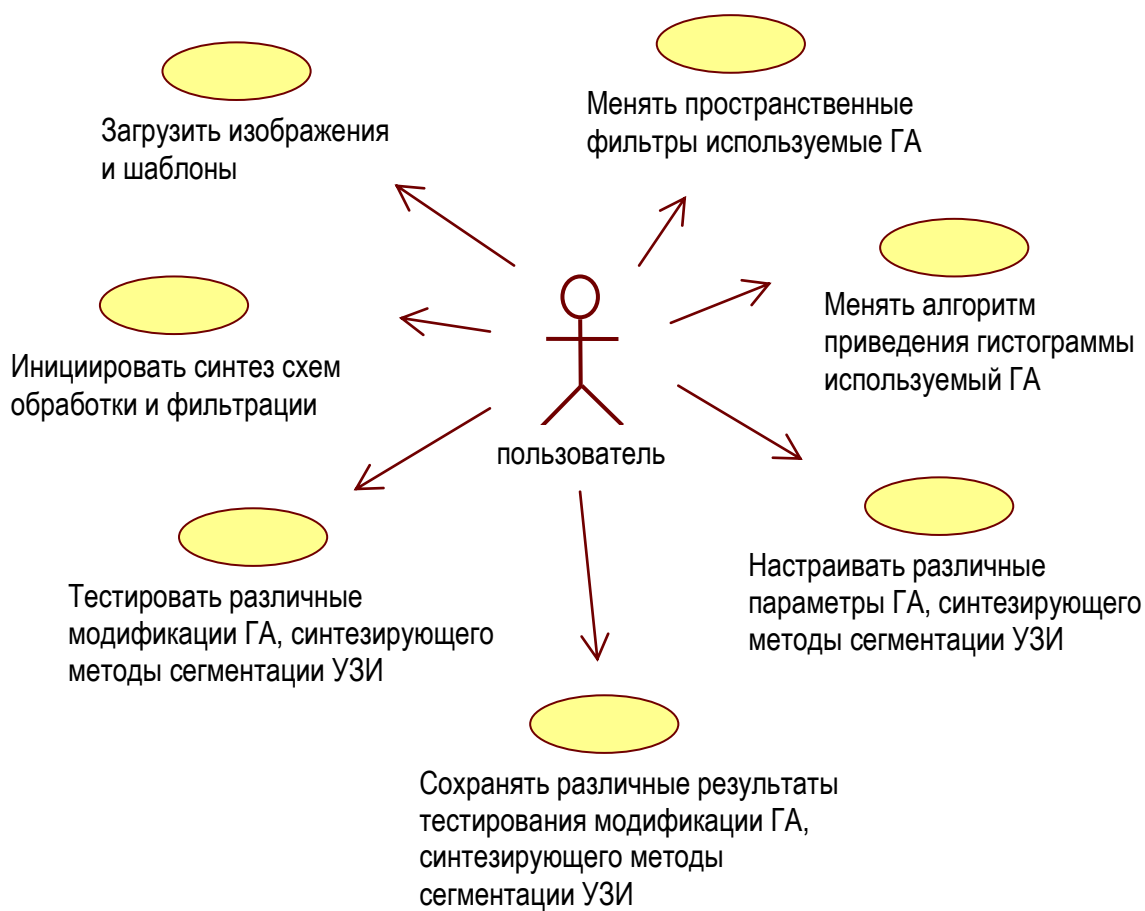 Загрузить изображения
и шаблоны
Менять пространственные
фильтры используемые ГА
Менять алгоритм
приведения гистограммы
используемый ГА
Инициировать синтез схем
обработки и фильтрации
пользователь
Настраивать различные
параметры ГА, синтезирующего
методы сегментации УЗИ
Тестировать различные
модификации ГА, синтезирующего
методы сегментации УЗИ
Сохранять различные результаты
тестирования модификации ГА,
синтезирующего методы
сегментации УЗИ